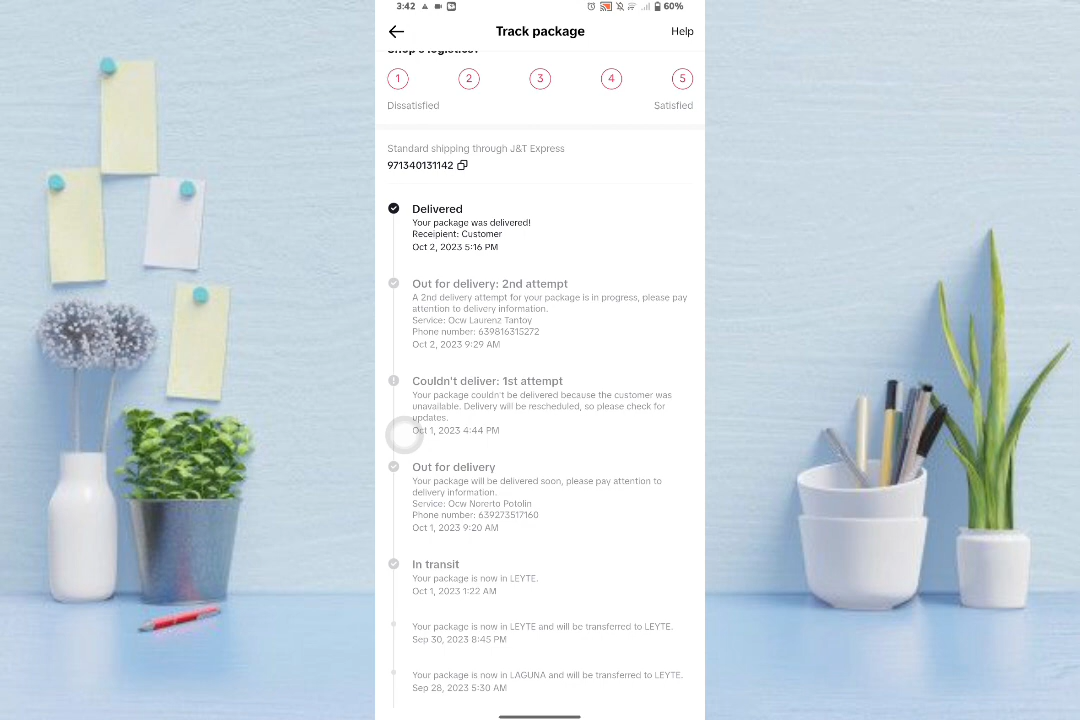 3:42
60%
Track package
Help
Shop's logistics?
1 2 3 4 5
Dissatisfied
Satisfied
Standard shipping through J&T Express
971340131142
Delivered
Your package was delivered!
Receipient: Customer
Oct 2, 2023 5:16 PM
Out for delivery: 2nd attempt
A 2nd delivery attempt for your package is in progress, please pay
attention to delivery information.
Service: Ocw Laurenz Tantoy
Phone number: 639816315272
Oct 2, 2023 9:29 AM
Couldn't deliver: 1st attempt
Your package couldn't be delivered because the customer was
unavailable. Delivery will be rescheduled, so please check for
updates.
Oct 1, 2023 4:44 PM
Out for delivery
Your package will be delivered soon, please pay attention to
delivery information.
Service: Ocw Norerto Potolin
Phone number: 639273517160
Oct 1, 2023 9:20 AM
In transit
Your package is now in LEYTE.
Oct 1, 2023 1:22 AM
Your package is now in LEYTE and will be transferred to LEYTE.
Sep 30, 2023 8:45 PM
Your package is now in LAGUNA and will be transferred to LEYTE.
Sep 28, 2023 5:30 AM